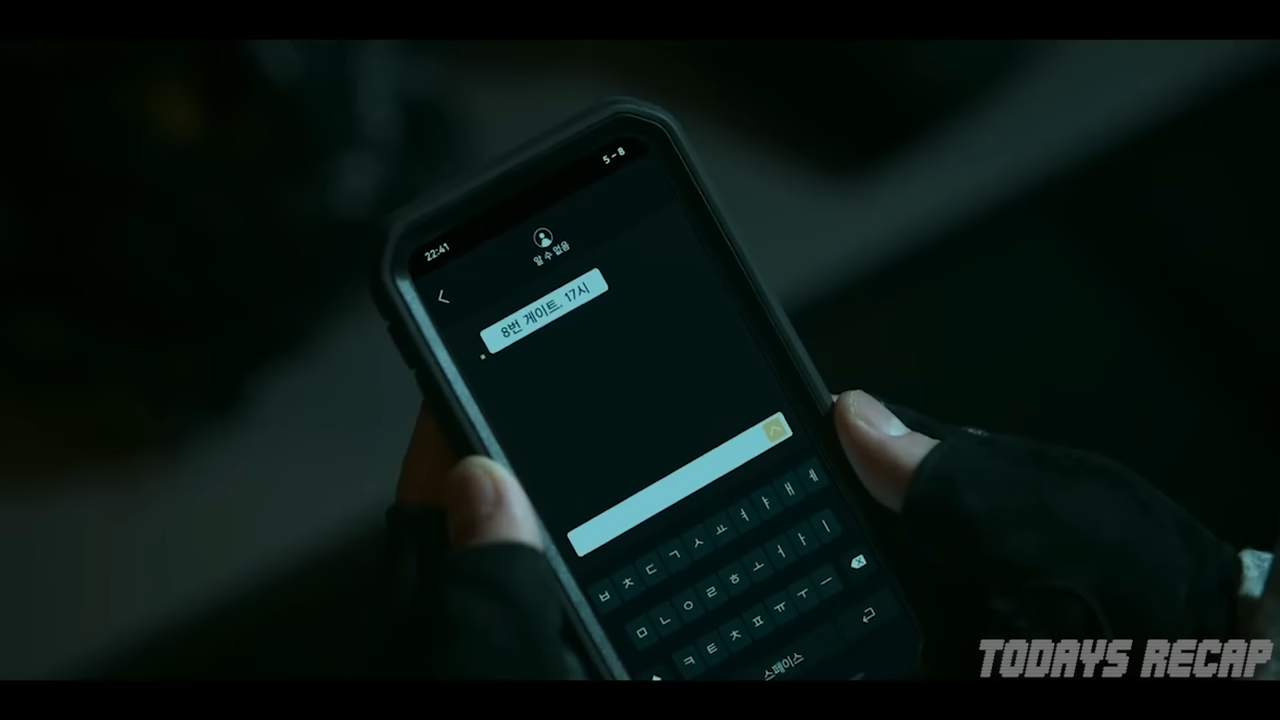 22:41
5-8
알 수 없음
8번 게이트. 17시
ㅂ ㅈ ㄷ ㄱ ㅅ ㅛ ㅕ ㅑ ㅐ ㅔ
ㅁ ㄴ ㅇ ㄹ ㅎ ㅗ ㅓ ㅏ ㅣ
ㅋ ㅌ ㅊ ㅍ ㅠ ㅜ ㅡ
스페이스
TODAYS RECAP